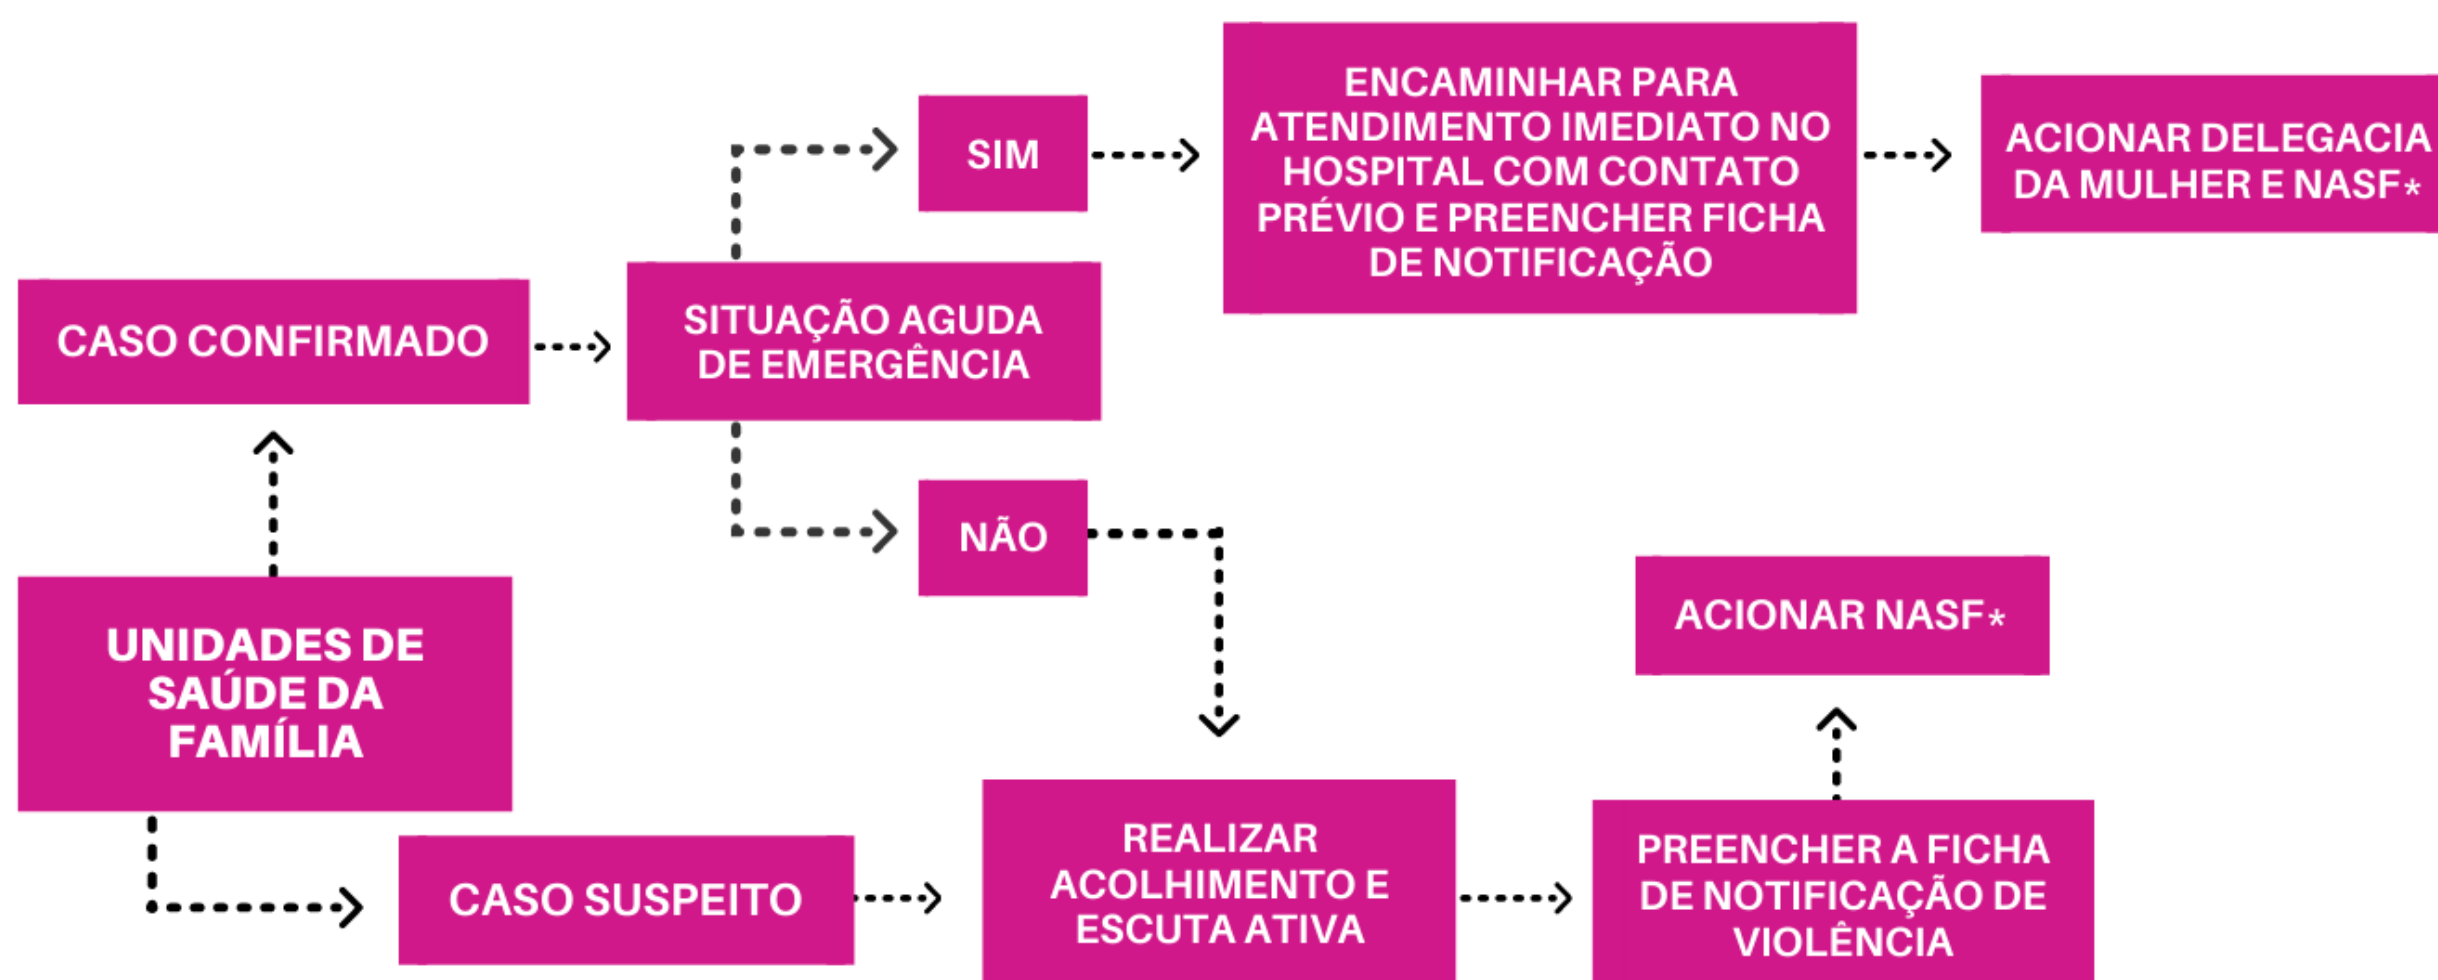 SIM
ENCAMINHAR PARA
ATENDIMENTO IMEDIATO NO
HOSPITAL COM CONTATO
PRÉVIO E PREENCHER FICHA
DE NOTIFICAÇÃO
ACIONAR DELEGACIA
DA MULHER E NASF*
CASO CONFIRMADO
SITUAÇÃO AGUDA
DE EMERGÊNCIA
NÃO
UNIDADES DE
SAÚDE DA
FAMÍLIA
ACIONAR NASF*
CASO SUSPEITO
REALIZAR
ACOLHIMENTO E
ESCUTA ATIVA
PREENCHER A FICHA
DE NOTIFICAÇÃO DE
VIOLÊNCIA